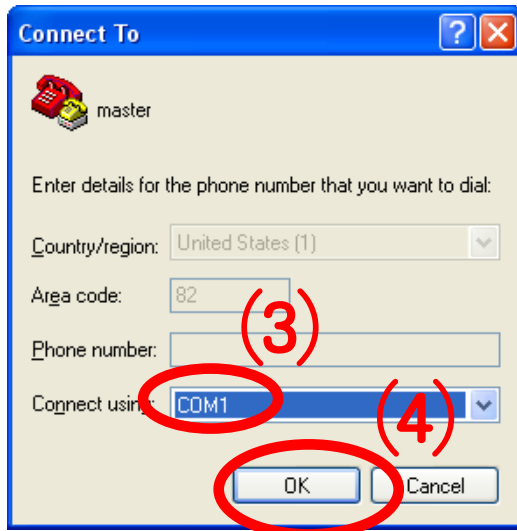 Connect To
master
Enter details for the phone number that you want to dial:
Country/region: United States (1)
Area code: 82
(3)
Phone number:
Connect using: COM1
(4)
OK Cancel